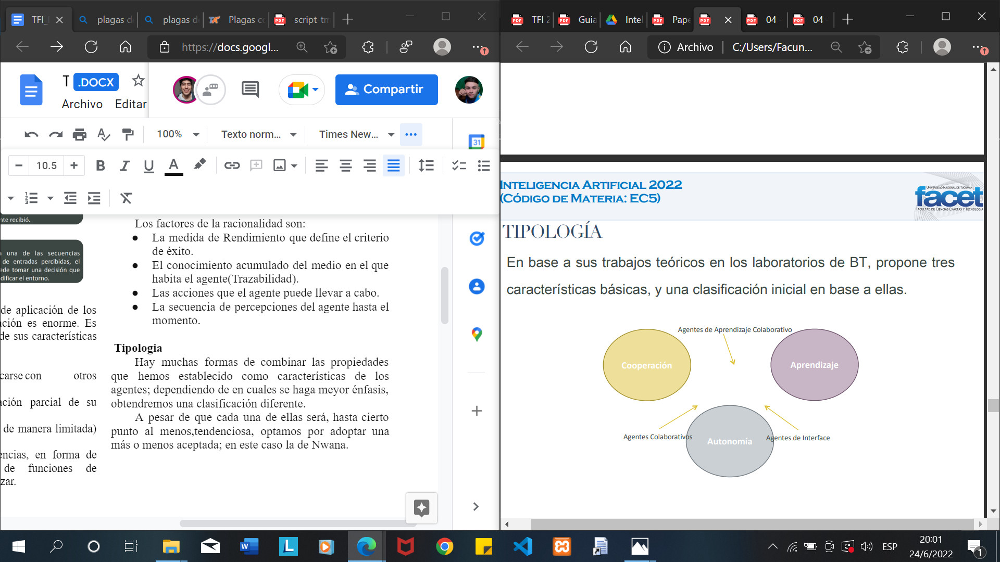 TFI_
plagas d
plagas d
Plagas c
script-tm
https://docs.googl...
T .DOCX
Archivo Editar
Compartir
100% Texto norm... Times New...
31
10.5
nte recibió.
una de las secuencias
de entradas percibidas, el
ede tomar una decisión que
dificar el entorno.
de aplicación de los
ación es enorme. Es
de sus características
carse con otros
ación parcial de su
de manera limitada)
encias, en forma de
de funciones de
zar.
Los factores de la racionalidad son:
● La medida de Rendimiento que define el criterio
de éxito.
● El conocimiento acumulado del medio en el que
habita el agente(Trazabilidad).
● Las acciones que el agente puede llevar a cabo.
● La secuencia de percepciones del agente hasta el
momento.
Tipologia
Hay muchas formas de combinar las propiedades
que hemos establecido como características de los
agentes; dependiendo de en cuales se haga meyor énfasis,
obtendremos una clasificación diferente.
A pesar de que cada una de ellas será, hasta cierto
punto al menos,tendenciosa, optamos por adoptar una
más o menos aceptada; en este caso la de Nwana.
TFI 2
Guia
Intel
Pape
04 -
04 -
Archivo C:/Users/Facun...
INTELIGENCIA ARTIFICIAL 2022
(CÓDIGO DE MATERIA: EC5)
UNIVERSIDAD NACIONAL DE TUCUMÁN
facet
FACULTAD DE CIENCIAS EXACTAS Y TECNOLOGÍA
TIPOLOGÍA
En base a sus trabajos teóricos en los laboratorios de BT, propone tres
características básicas, y una clasificación inicial en base a ellas.
Agentes de Aprendizaje Colaborativo
Cooperación
Aprendizaje
Agentes Colaborativos
Autonomía
Agentes de Interface
ESP
20:01
24/6/2022
1